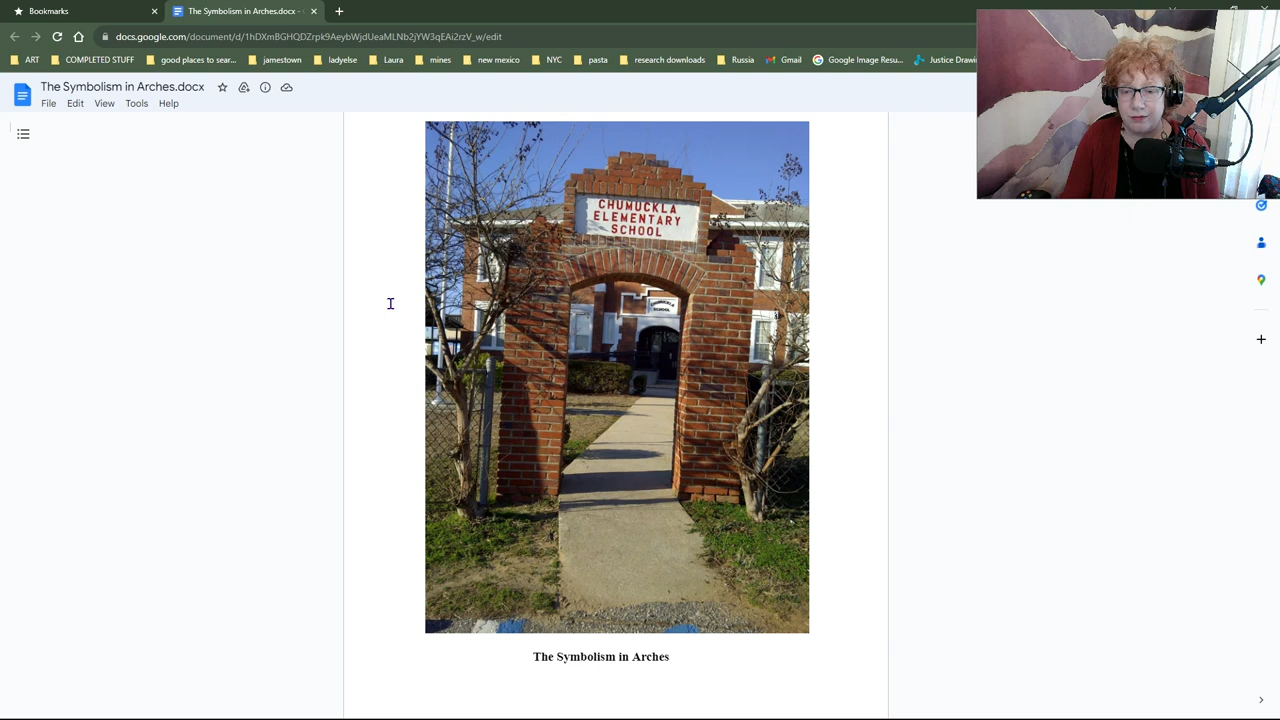 Bookmarks
The Symbolism in Arches.docx -
docs.google.com/document/d/1hDXmBGHQDZrpk9AeybWjdUeaMLNb2jYW3qEAi2rzV_w/edit
ART
COMPLETED STUFF
good places to sear...
jamestown
ladyelse
Laura
mines
new mexico
NYC
pasta
research downloads
Russia
Gmail
Google Image Resu...
Justice Drawi
The Symbolism in Arches.docx
File Edit View Tools Help
CHUMUCKLA
ELEMENTARY
SCHOOL
CHUMUCKLA
SCHOOL
The Symbolism in Arches